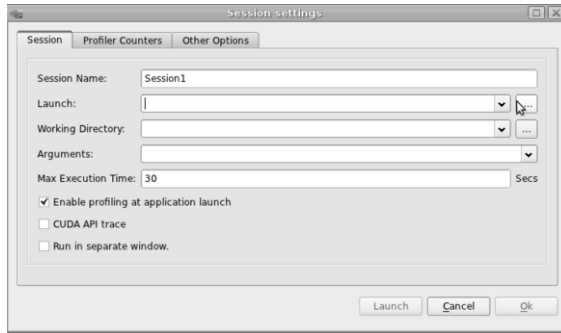 Session settings
Session Profiler Counters Other Options
Session Name: Session1
Launch: ...
Working Directory: ...
Arguments:
Max Execution Time: 30 Secs
Enable profiling at application launch
CUDA API trace
Run in separate window.
Launch Cancel Ok